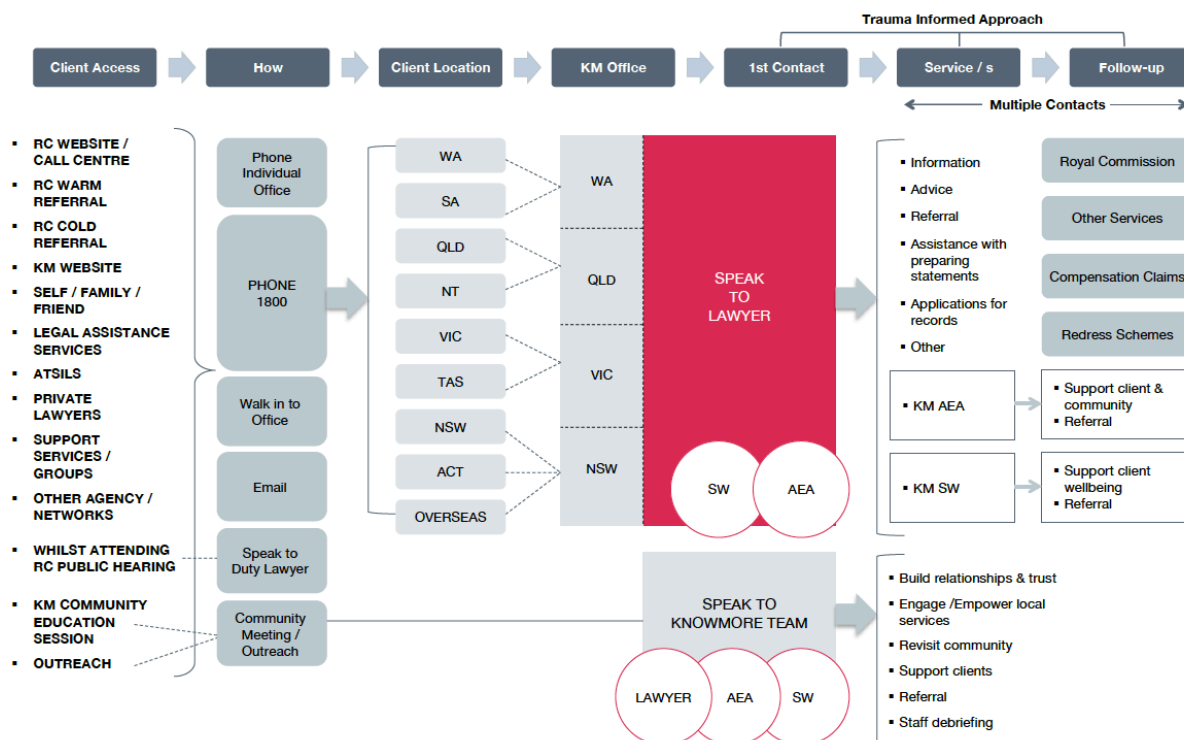 Trauma Informed Approach
Client Access
How
Client Location
KM Office
1st Contact
Service / s
Follow-up
Multiple Contacts
▪ RC WEBSITE /
CALL CENTRE
▪ RC WARM
REFERRAL
▪ RC COLD
REFERRAL
▪ KM WEBSITE
▪ SELF / FAMILY /
FRIEND
▪ LEGAL ASSISTANCE
SERVICES
▪ ATSILS
▪ PRIVATE
LAWYERS
▪ SUPPORT
SERVICES /
GROUPS
▪ OTHER AGENCY /
NETWORKS
▪ WHILST ATTENDING
RC PUBLIC HEARING
▪ KM COMMUNITY
EDUCATION
SESSION
▪ OUTREACH
Phone
Individual
Office
PHONE
1800
Walk in to
Office
Email
Speak to
Duty Lawyer
Community
Meeting /
Outreach
WA
SA
QLD
NT
VIC
TAS
NSW
ACT
OVERSEAS
WA
QLD
VIC
NSW
SPEAK
TO
LAWYER
SW
AEA
SPEAK TO
KNOWMORE TEAM
LAWYER
AEA
SW
▪ Information
▪ Advice
▪ Referral
▪ Assistance with
preparing
statements
▪ Applications for
records
▪ Other
▪ KM AEA
▪ KM SW
Royal Commission
Other Services
Compensation Claims
Redress Schemes
▪ Support client &
community
▪ Referral
▪ Support client
wellbeing
▪ Referral
▪ Build relationships & trust
▪ Engage /Empower local
services
▪ Revisit community
▪ Support clients
▪ Referral
▪ Staff debriefing